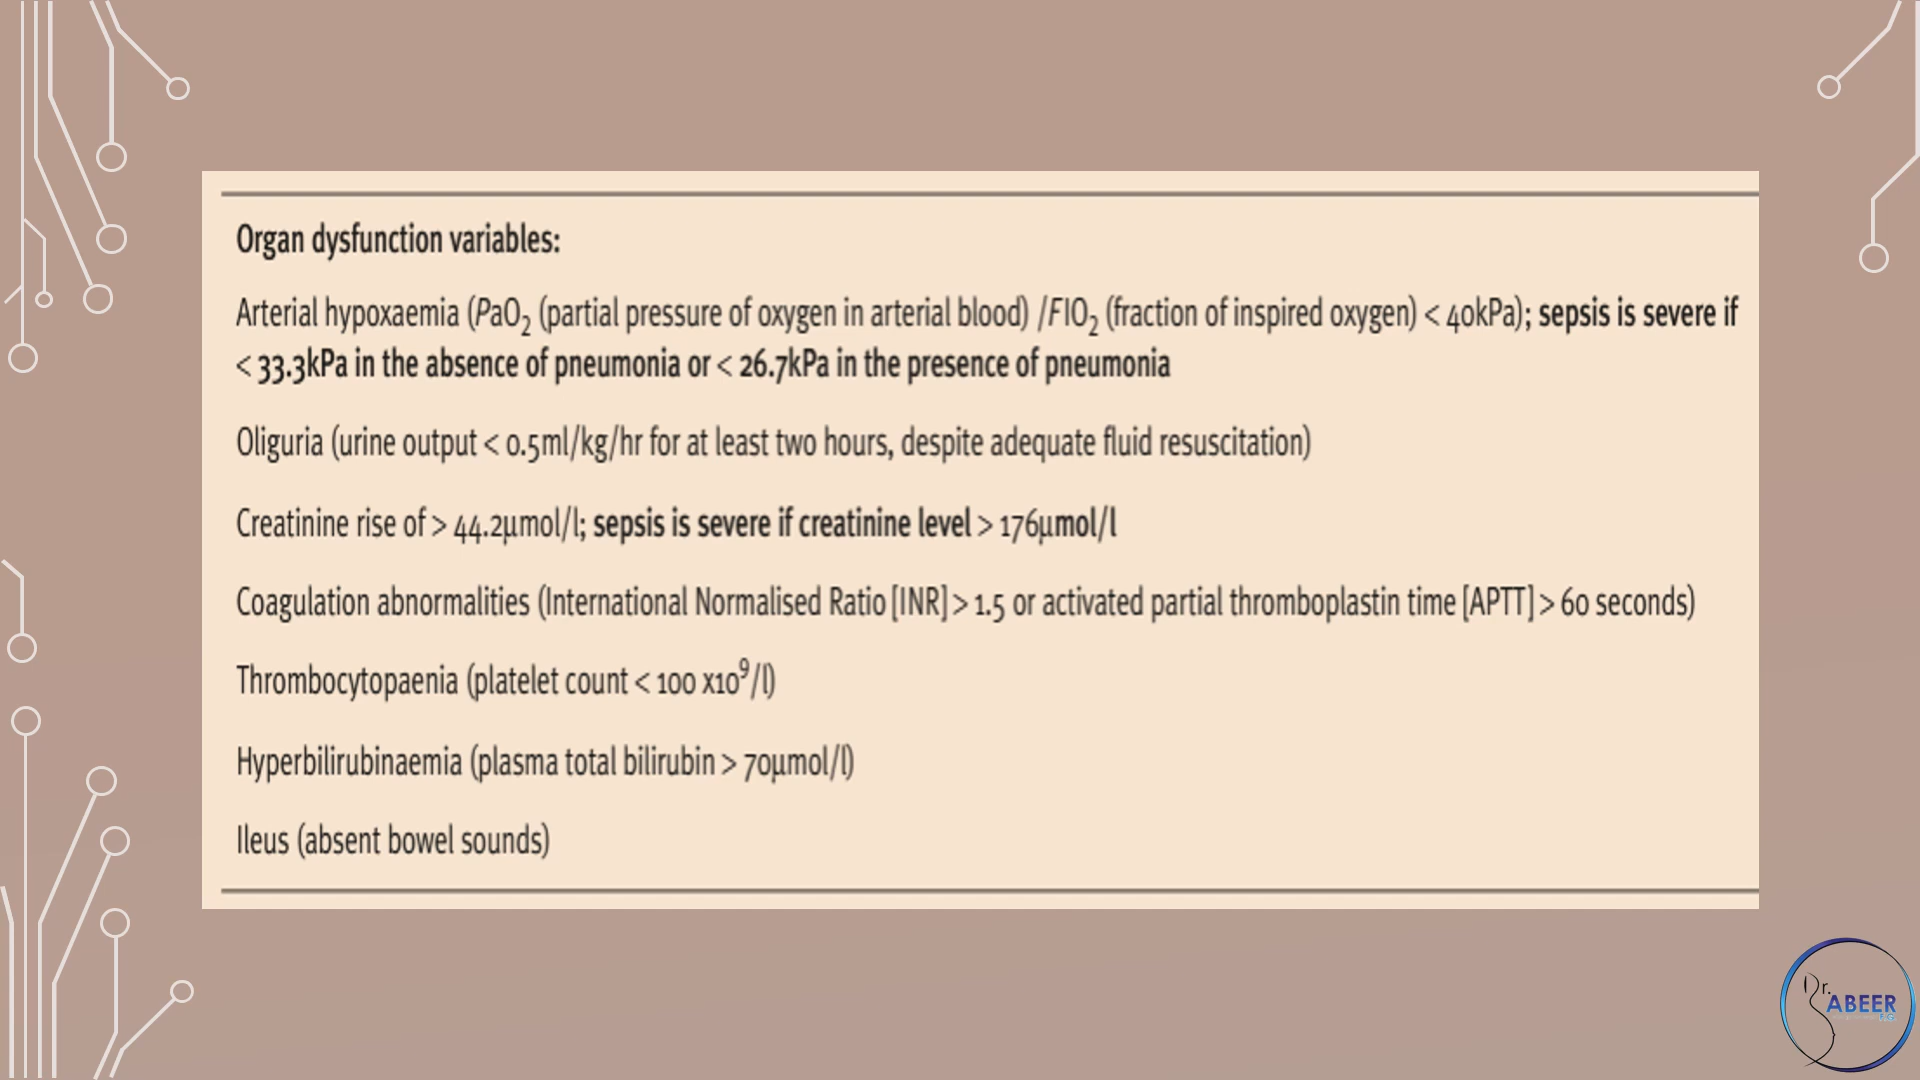 Organ dysfunction variables:
Arterial hypoxaemia (PaO₂ (partial pressure of oxygen in arterial blood) /FIO₂ (fraction of inspired oxygen) < 40kPa); sepsis is severe if
< 33.3kPa in the absence of pneumonia or < 26.7kPa in the presence of pneumonia
Oliguria (urine output < 0.5ml/kg/hr for at least two hours, despite adequate fluid resuscitation)
Creatinine rise of > 44.2µmol/l; sepsis is severe if creatinine level > 176µmol/l
Coagulation abnormalities (International Normalised Ratio [INR] > 1.5 or activated partial thromboplastin time [APTT] > 60 seconds)
Thrombocytopaenia (platelet count < 100 x10⁹/l)
Hyperbilirubinaemia (plasma total bilirubin > 70µmol/l)
Ileus (absent bowel sounds)
Dr.
ABEER